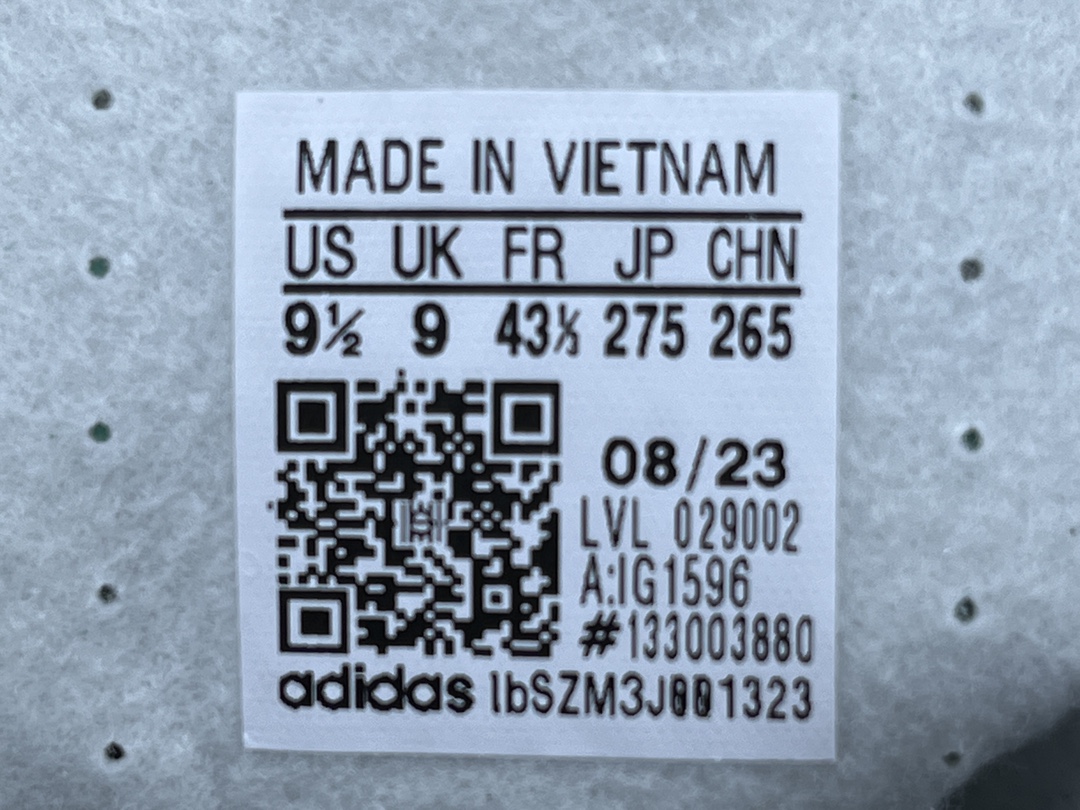 MADE IN VIETNAM
US UK FR JP CHN
9½ 9 43⅓ 275 265
08/23
LVL 029002
A:IG1596
#133003880
adidas lbSZM3J001323